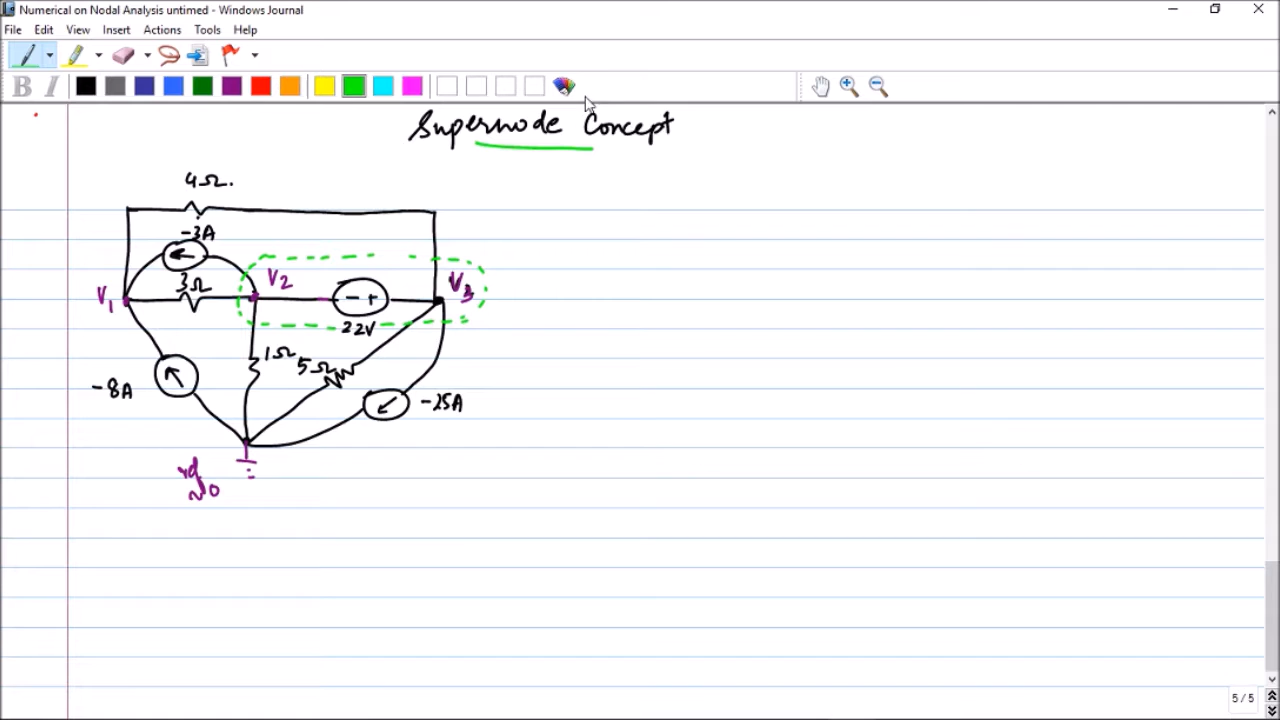 Numerical on Nodal Analysis untimed - Windows Journal
File Edit View Insert Actions Tools Help
B I
Supernode Concept
4Ω.
-3A
3Ω
V1
V2
- +
V3
22V
1Ω
5Ω
-8A
-25A
5 / 5